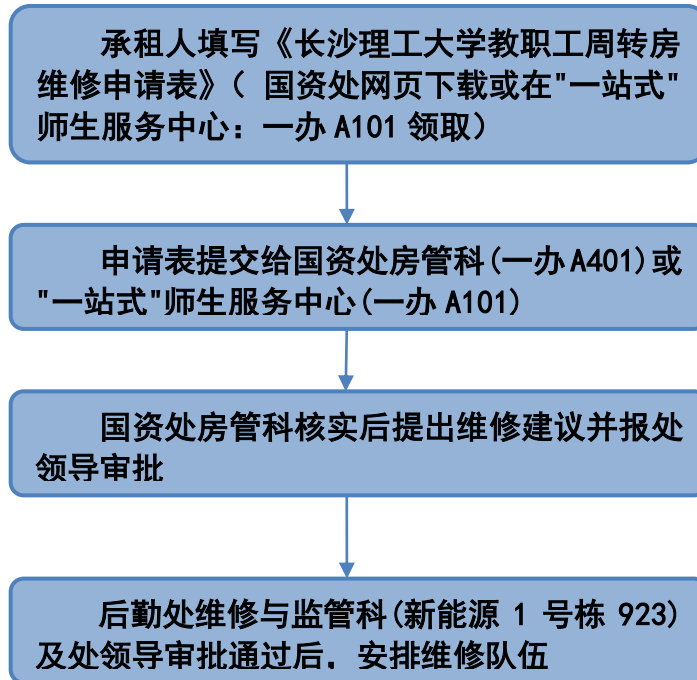 承租人填写《长沙理工大学教职工周转房
维修申请表》（ 国资处网页下载或在"一站式"
师生服务中心：一办 A101 领取）
申请表提交给国资处房管科(一办A401)或
"一站式"师生服务中心(一办 A101)
国资处房管科核实后提出维修建议并报处
领导审批
后勤处维修与监管科(新能源 1 号栋 923)
及处领导审批通过后，安排维修队伍